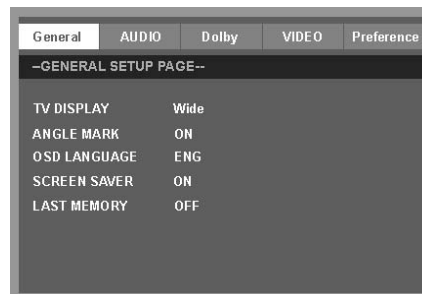 General AUDIO Dolby VIDEO Preference
--GENERAL SETUP PAGE--
TV DISPLAY Wide
ANGLE MARK ON
OSD LANGUAGE ENG
SCREEN SAVER ON
LAST MEMORY OFF